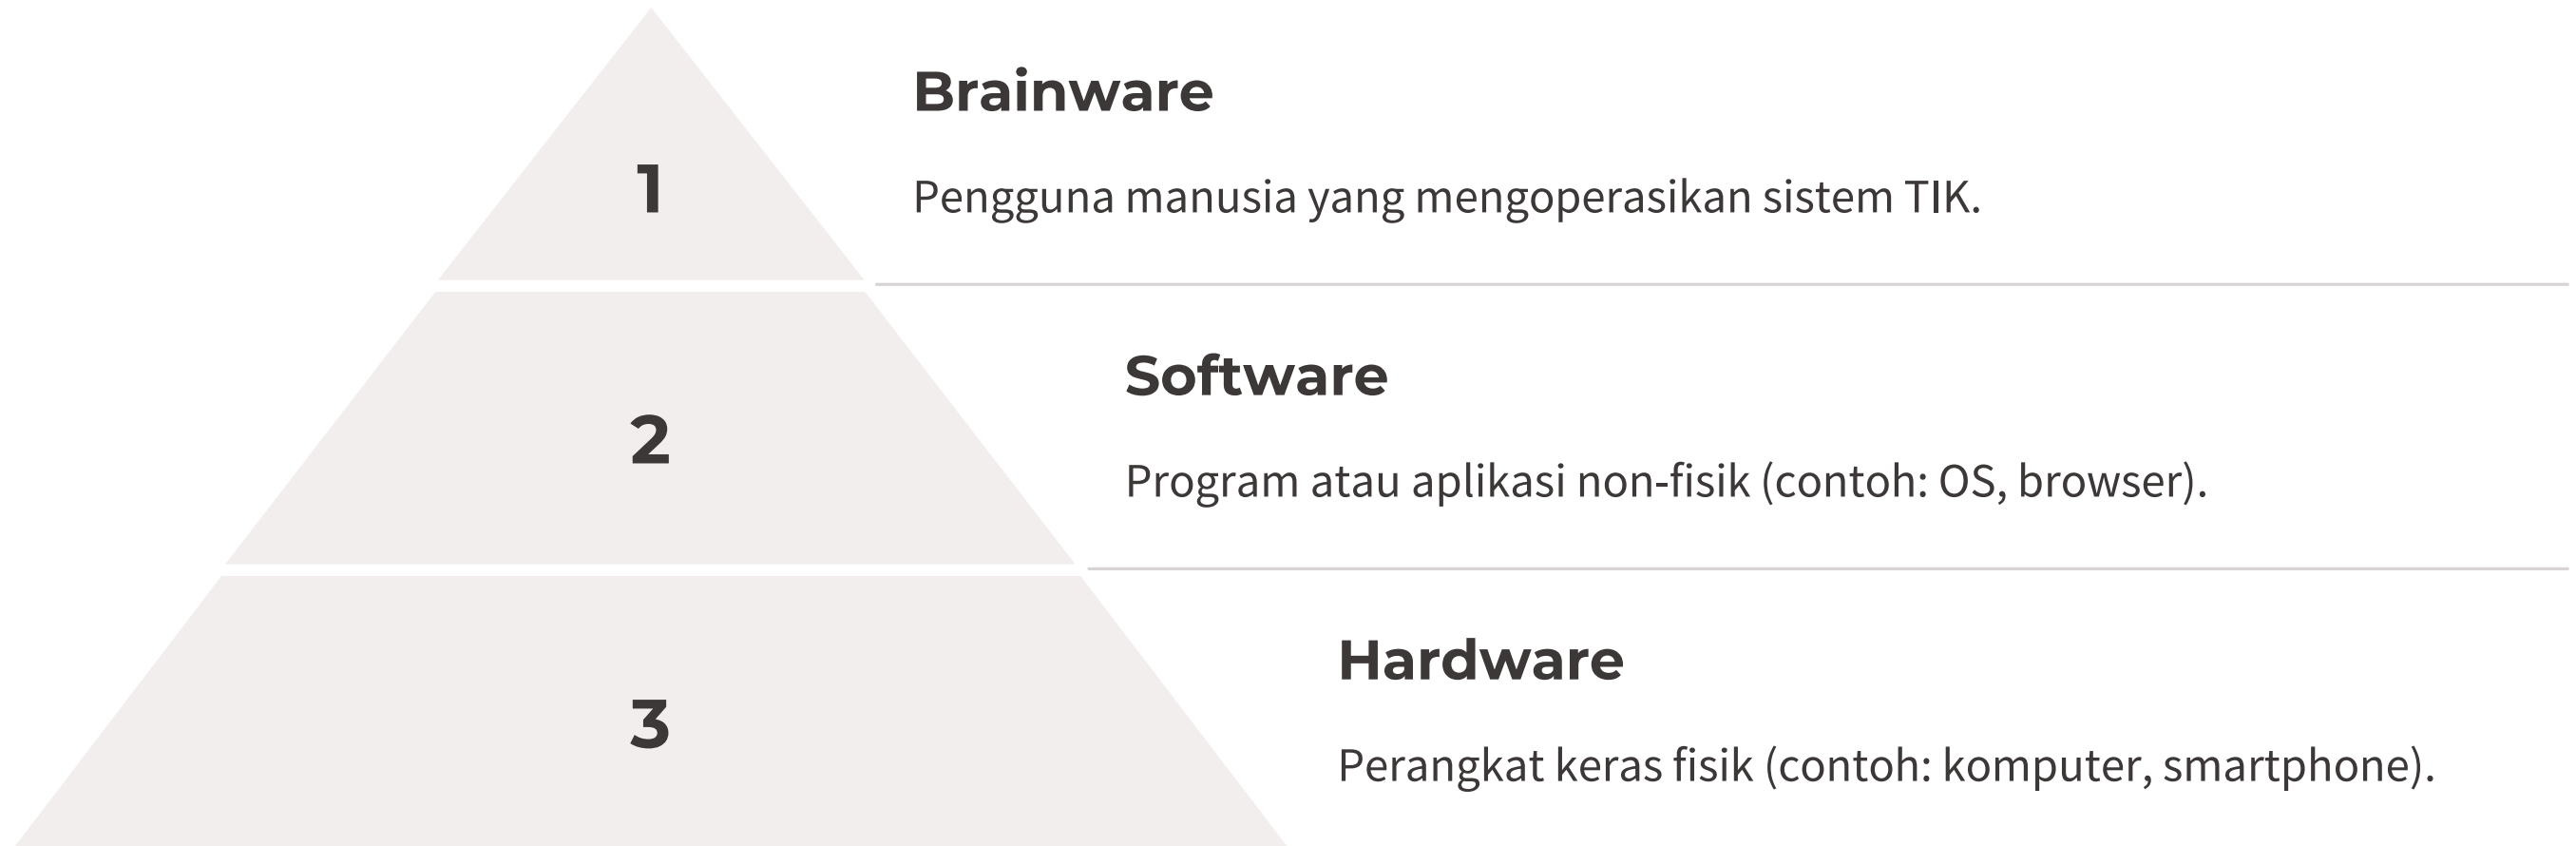 1
Brainware
Pengguna manusia yang mengoperasikan sistem TIK.
2
Software
Program atau aplikasi non-fisik (contoh: OS, browser).
3
Hardware
Perangkat keras fisik (contoh: komputer, smartphone).